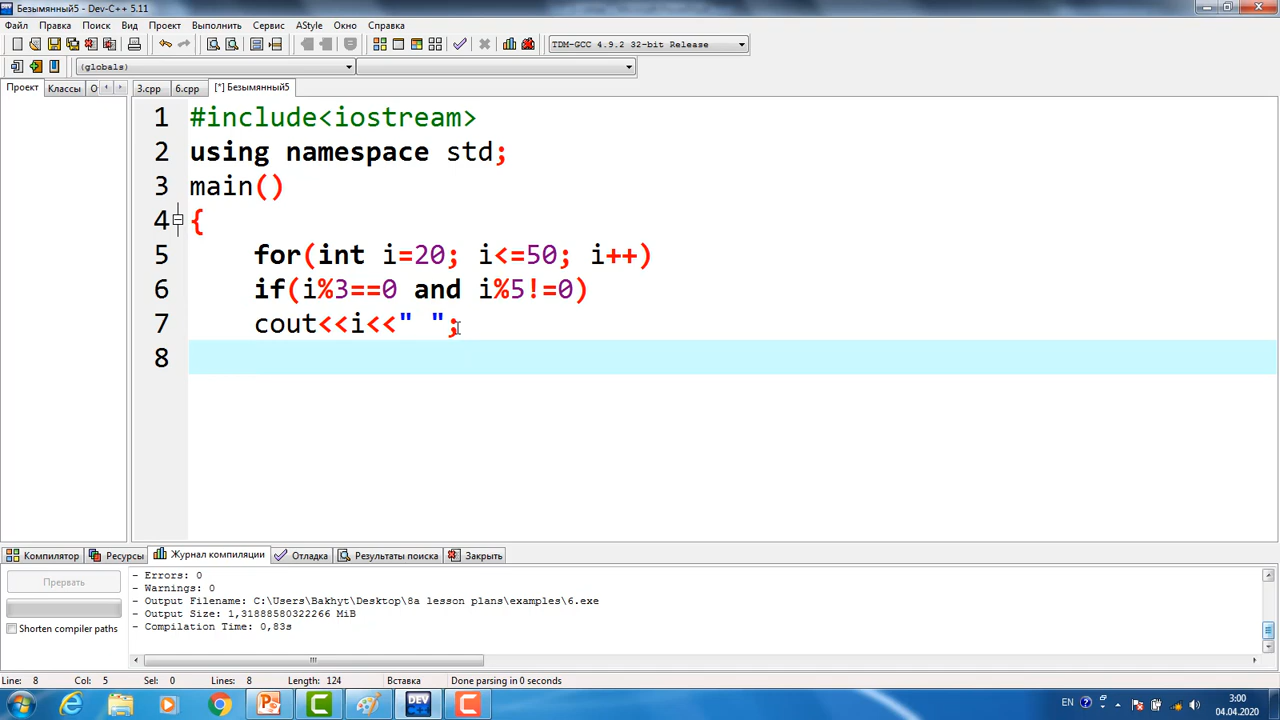 Безымянный5 - Dev-C++ 5.11
Файл Правка Поиск Вид Проект Выполнить Сервис AStyle Окно Справка
TDM-GCC 4.9.2 32-bit Release
(globals)
Проект Классы О 3.cpp 6.cpp [*] Безымянный5
1 #include<iostream>
2 using namespace std;
3 main()
4 {
5 for(int i=20; i<=50; i++)
6 if(i%3==0 and i%5!=0)
7 cout<<i<<" ";
8
Компилятор Ресурсы Журнал компиляции Отладка Результаты поиска Закрыть
Прервать
Shorten compiler paths
- Errors: 0
- Warnings: 0
- Output Filename: C:\Users\Bakhyt\Desktop\8a lesson plans\examples\6.exe
- Output Size: 1,31888580322266 MiB
- Compilation Time: 0,83s
Line: 8 Col: 5 Sel: 0 Lines: 8 Length: 124 Вставка Done parsing in 0 seconds
DEV
EN 3:00
04.04.2020